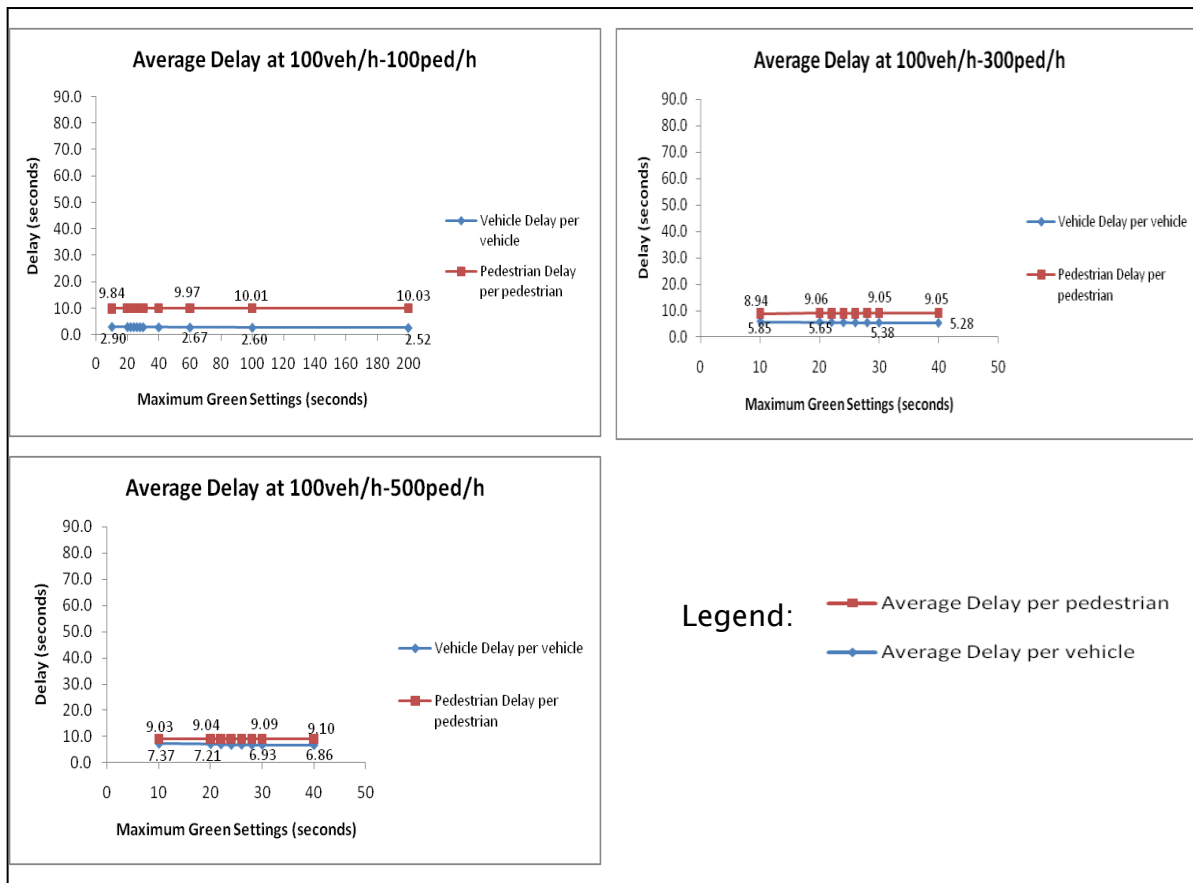 Average Delay at 100veh/h-100ped/h
90.0
80.0
70.0
60.0
50.0
40.0
30.0
20.0
10.0
0.0
Delay (seconds)
9.84 9.97 10.01 10.03
2.90 2.67 2.60 2.52
0 20 40 60 80 100 120 140 160 180 200
Maximum Green Settings (seconds)
Vehicle Delay per
vehicle
Pedestrian Delay
per pedestrian
Average Delay at 100veh/h-300ped/h
90.0
80.0
70.0
60.0
50.0
40.0
30.0
20.0
10.0
0.0
Delay (seconds)
8.94 9.06 9.05 9.05
5.85 5.65 5.38 5.28
0 10 20 30 40 50
Maximum Green Settings (seconds)
Vehicle Delay per vehicle
Pedestrian Delay per
pedestrian
Average Delay at 100veh/h-500ped/h
90.0
80.0
70.0
60.0
50.0
40.0
30.0
20.0
10.0
0.0
Delay (seconds)
9.03 9.04 9.09 9.10
7.37 7.21 6.93 6.86
0 10 20 30 40 50
Maximum Green Settings (seconds)
Vehicle Delay per vehicle
Pedestrian Delay per
pedestrian
Legend:
Average Delay per pedestrian
Average Delay per vehicle